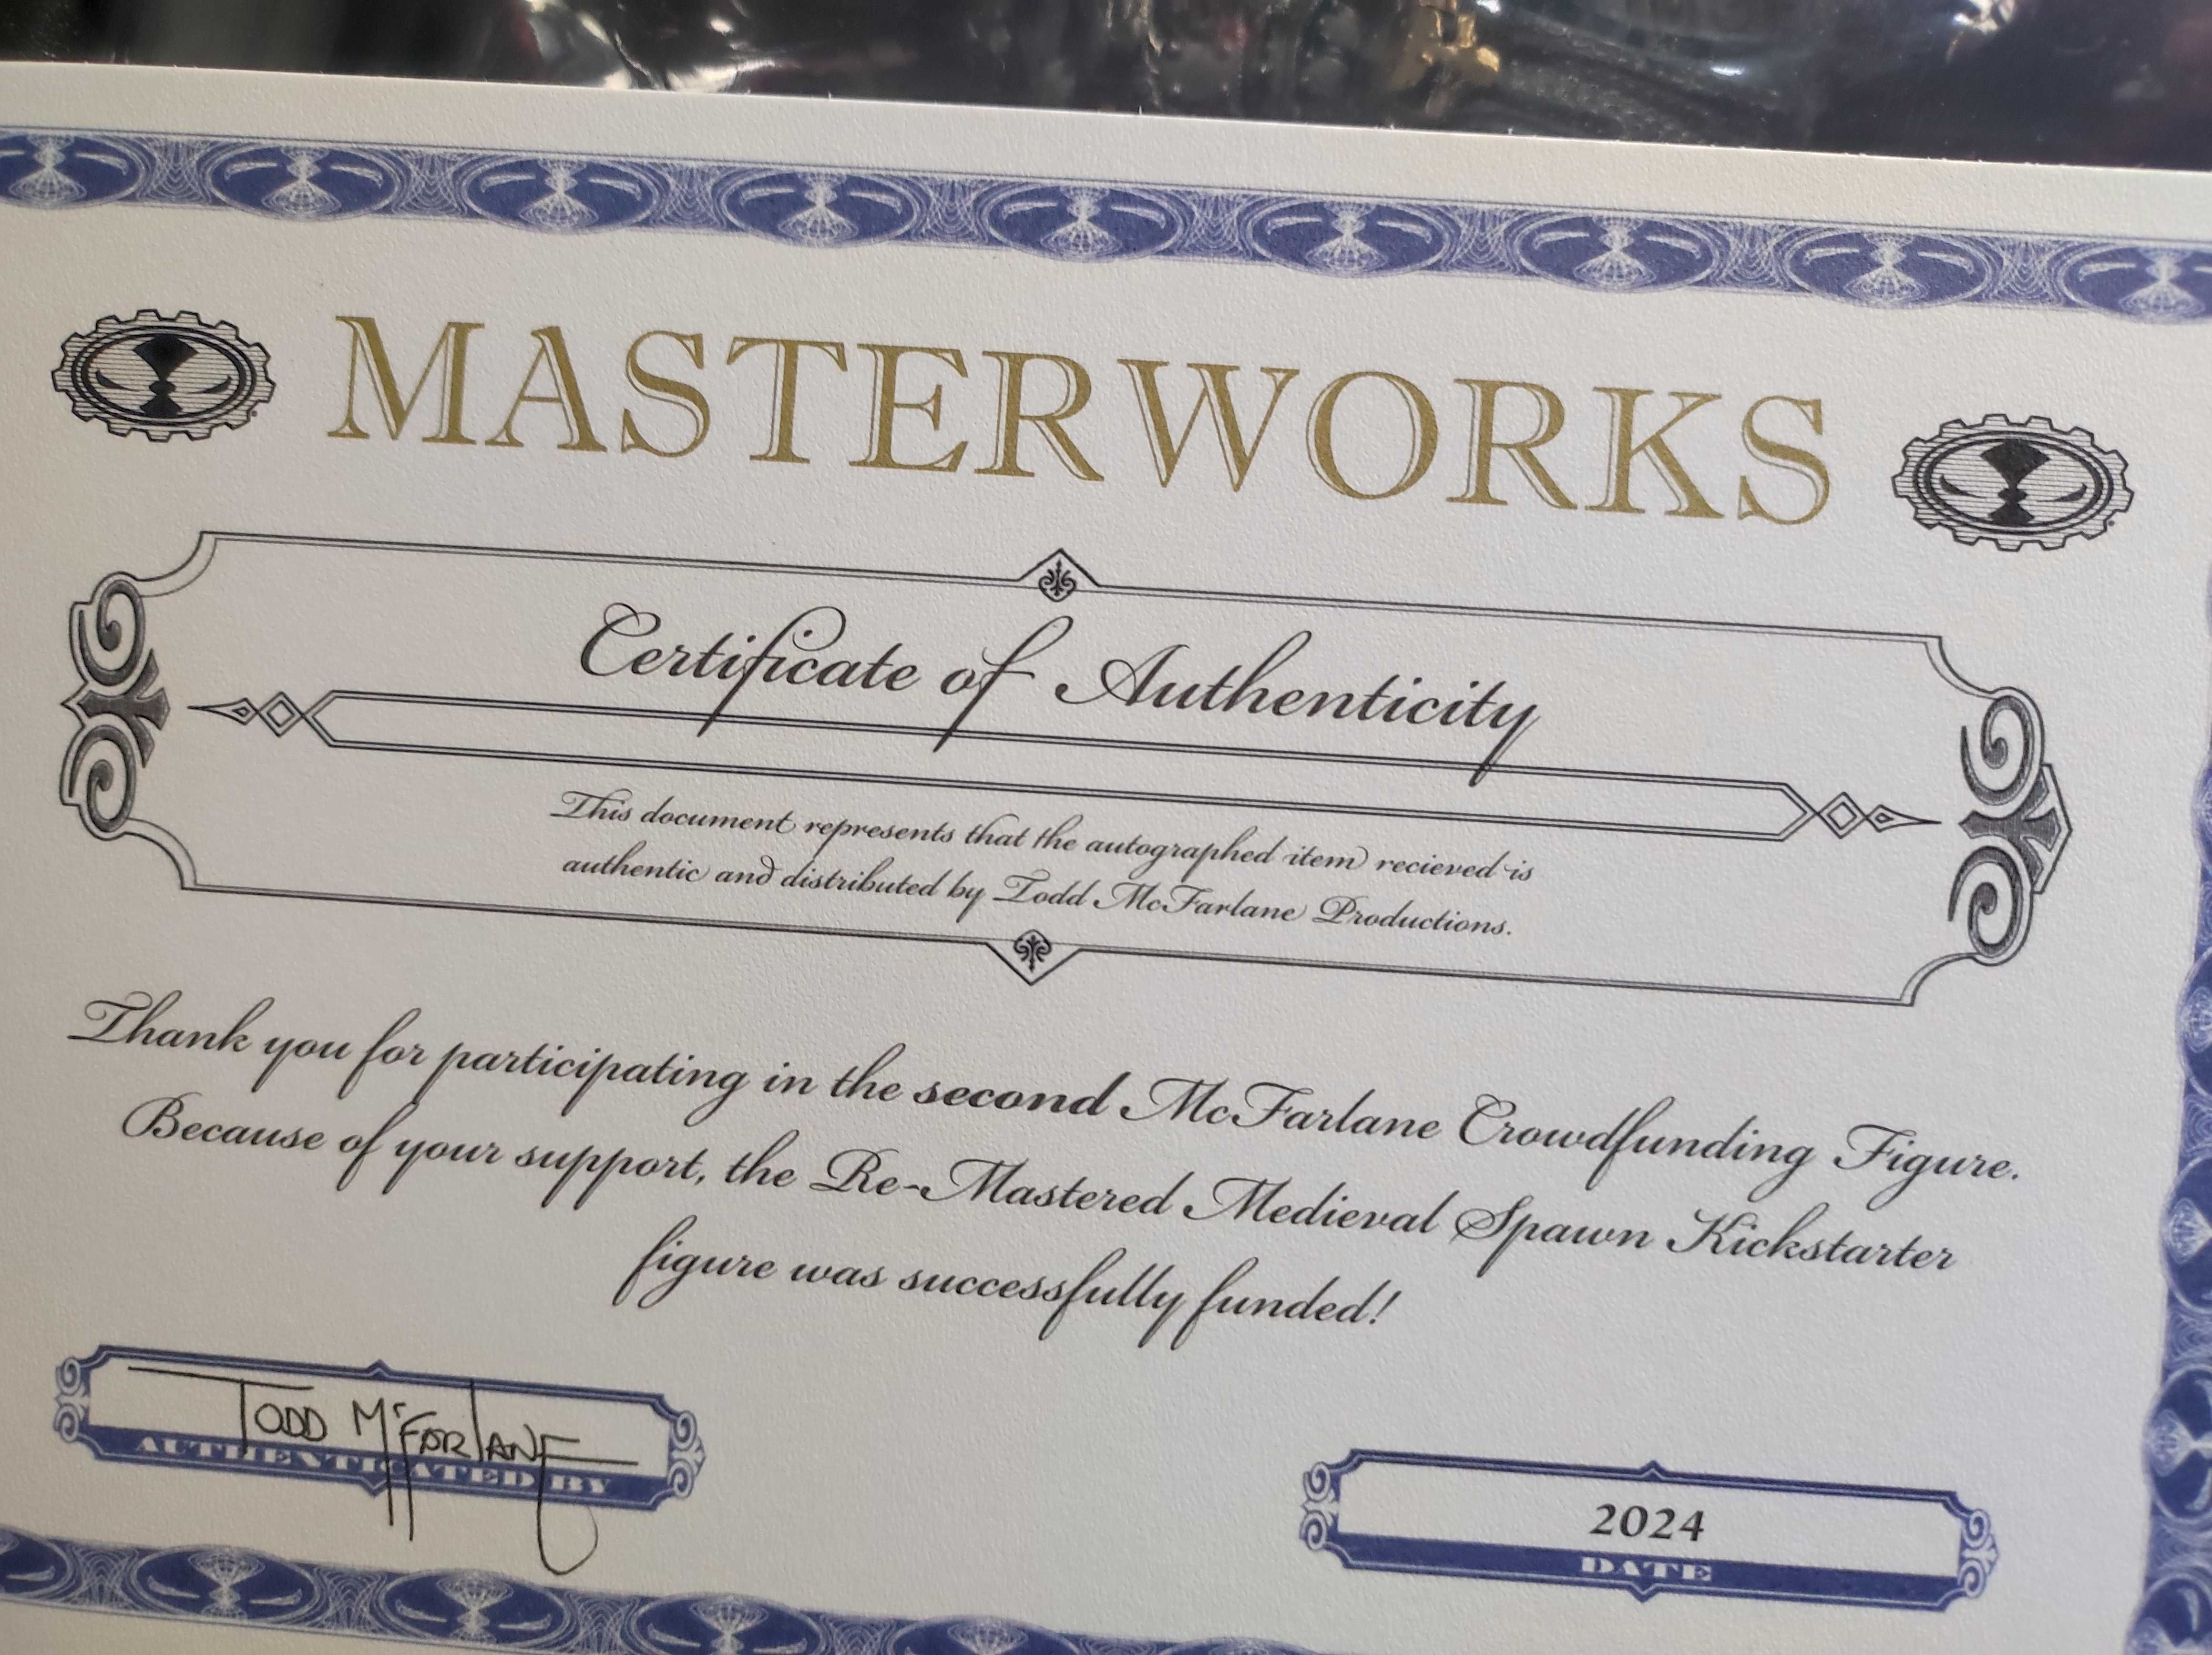 MASTERWORKS
Certificate of Authenticity
This document represents that the autographed item recieved is
authentic and distributed by Todd McFarlane Productions.
Thank you for participating in the second McFarlane Crowdfunding Figure.
Because of your support, the Re-Mastered Medieval Spawn Kickstarter
figure was successfully funded!
TODD McFARLANE
AUTHENTICATED BY
2024
DATE